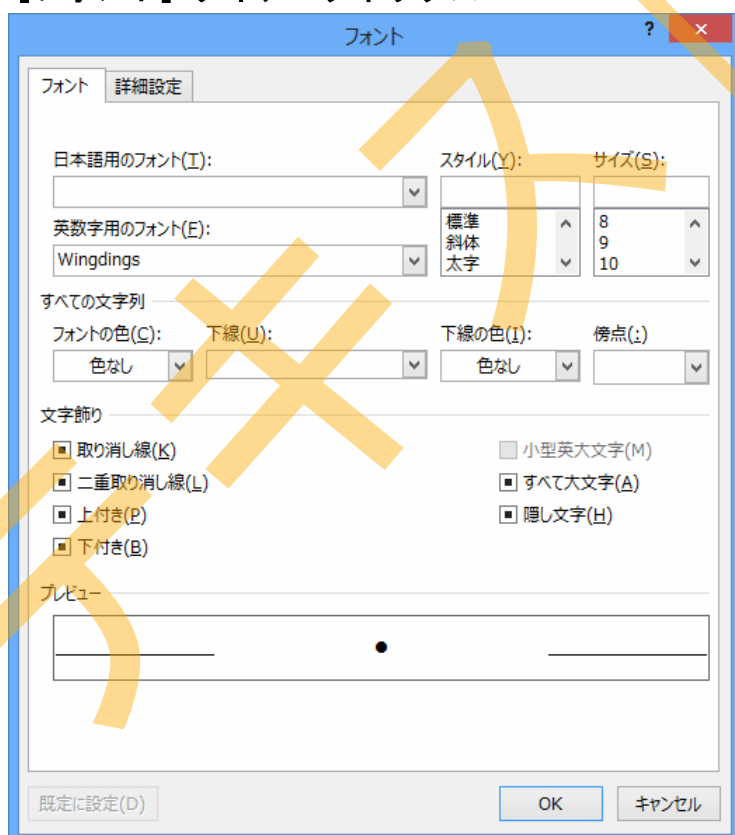 フォント
?
×
フォント 詳細設定
日本語用のフォント(T): スタイル(Y): サイズ(S):
英数字用のフォント(F):
Wingdings
標準
斜体
太字
8
9
10
すべての文字列
フォントの色(C): 下線(U): 下線の色(I): 傍点(:)
色なし 色なし
文字飾り
取り消し線(K) 小型英大文字(M)
二重取り消し線(L) すべて大文字(A)
上付き(P) 隠し文字(H)
下付き(B)
プレビュー
既定に設定(D) OK キャンセル